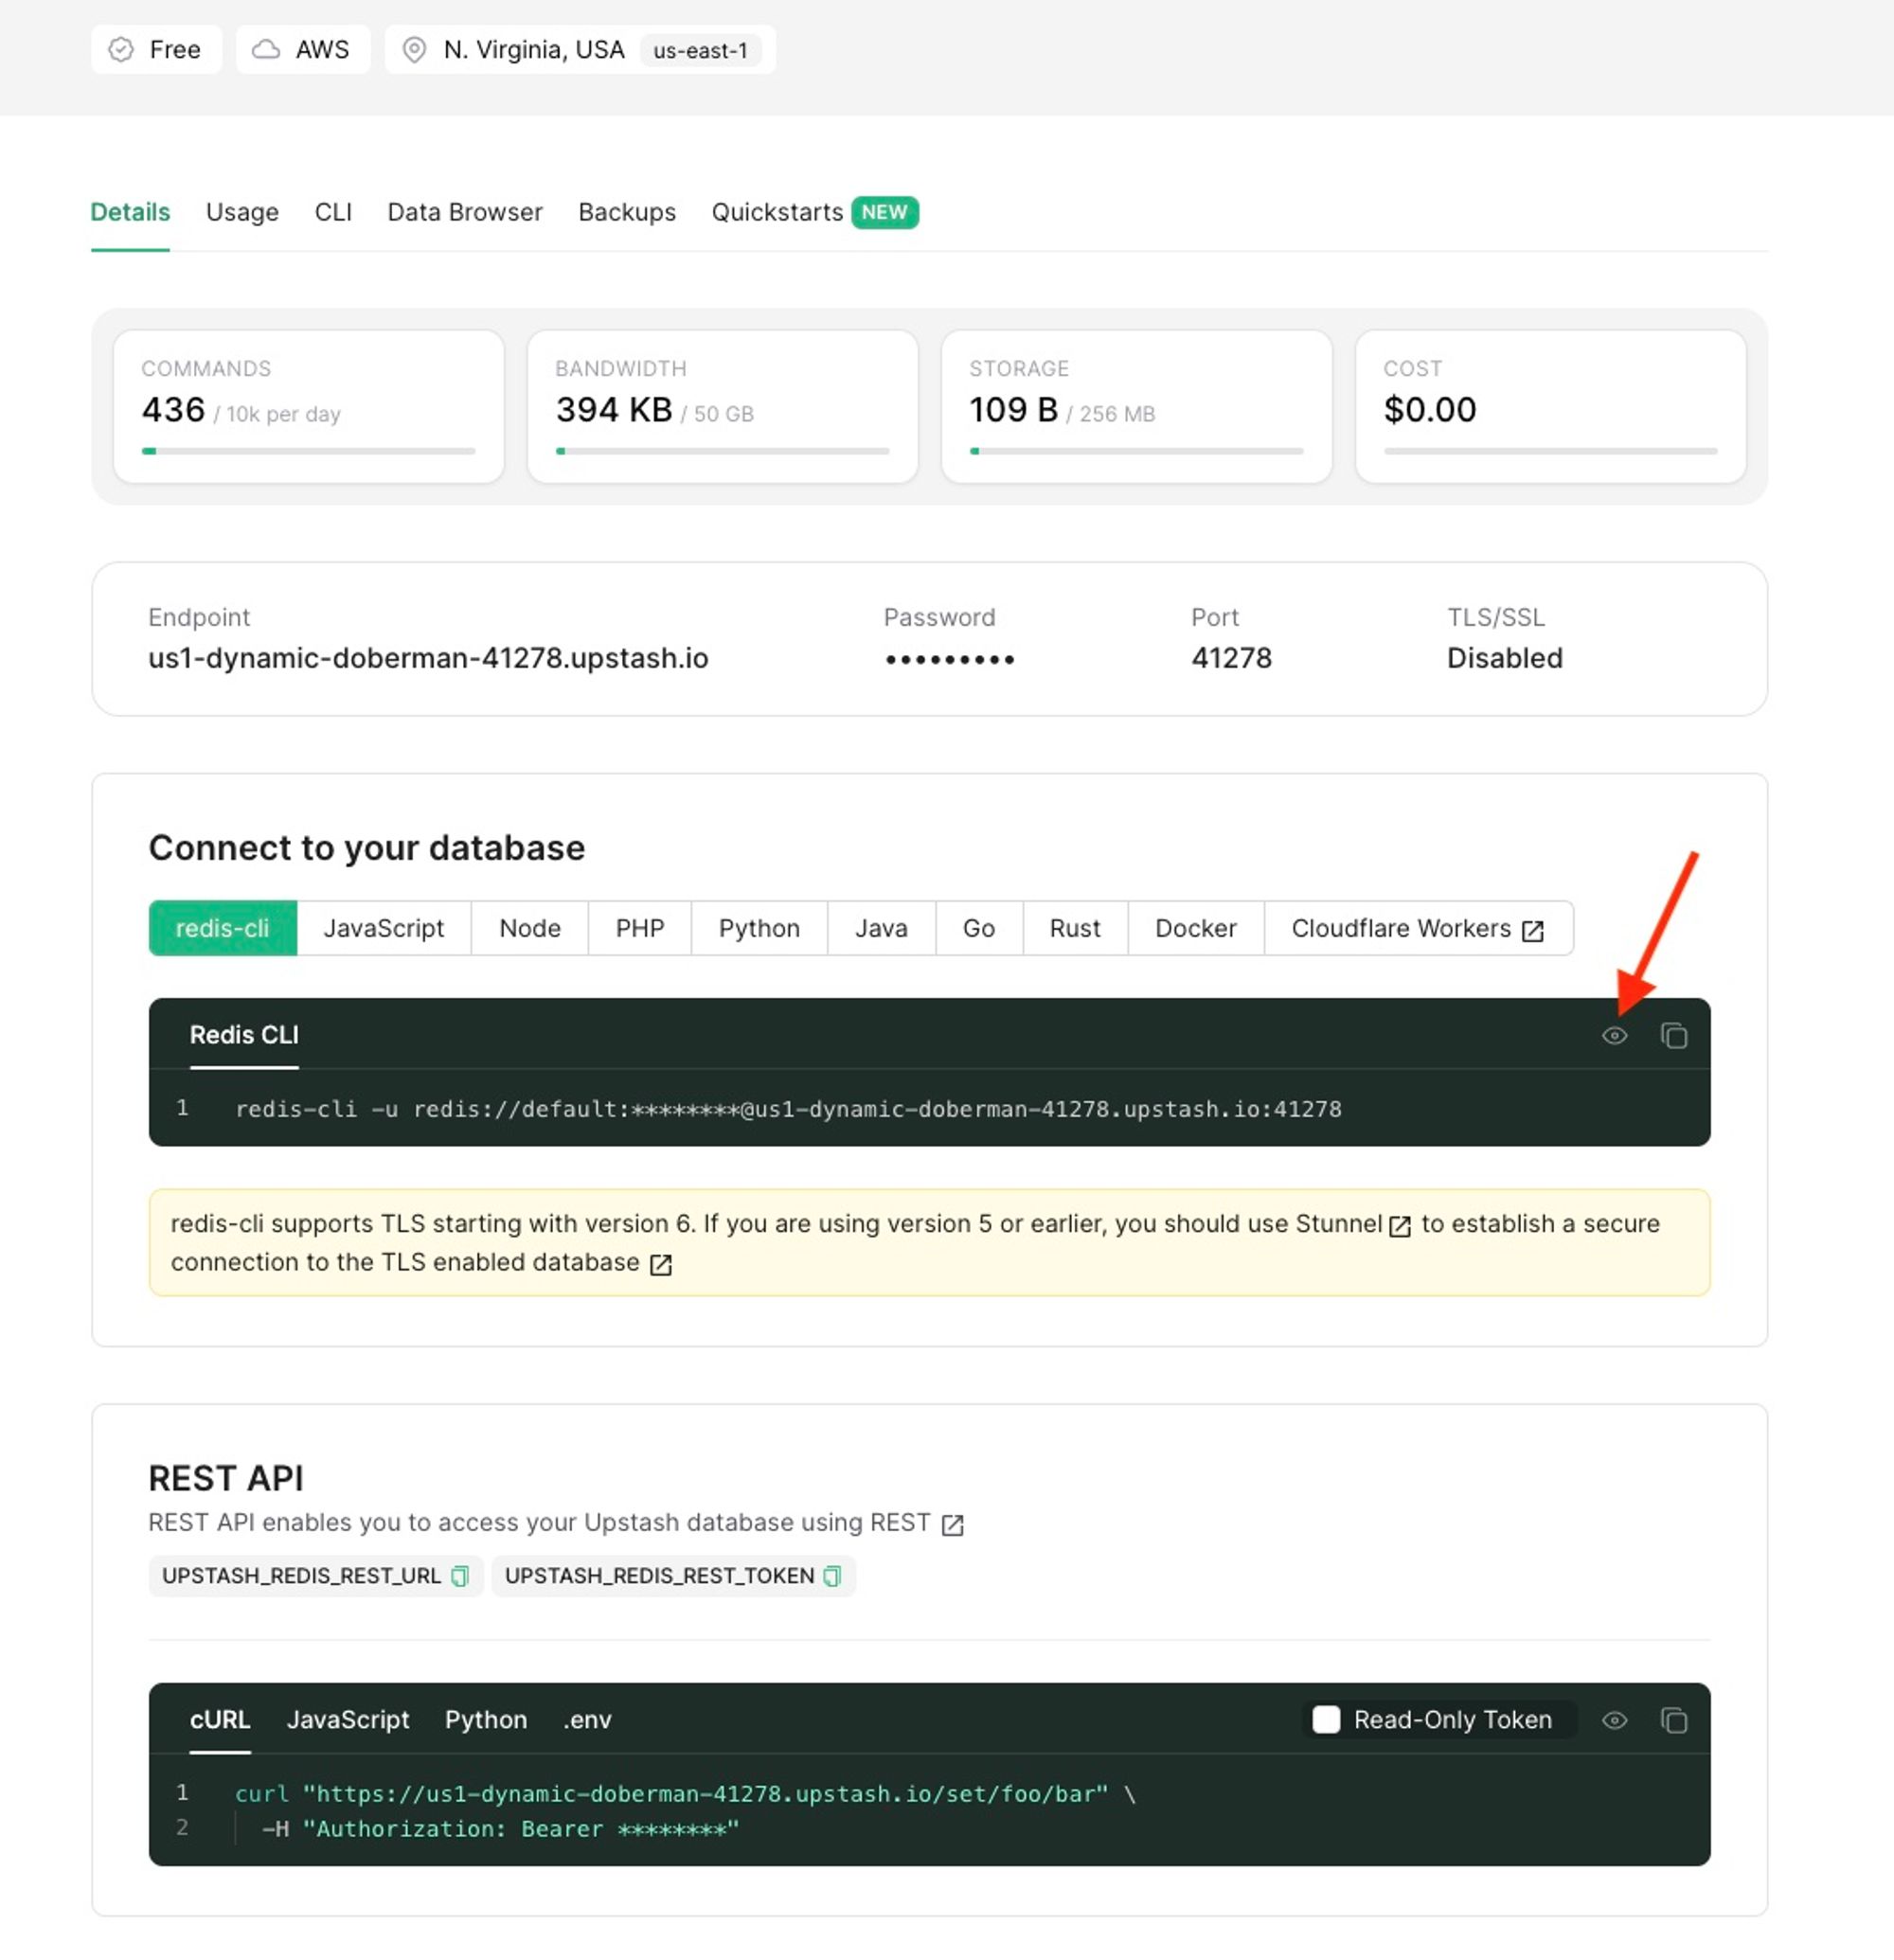 Free AWS N. Virginia, USA us-east-1
Details Usage CLI Data Browser Backups Quickstarts NEW
COMMANDS
436 / 10k per day
BANDWIDTH
394 KB / 50 GB
STORAGE
109 B / 256 MB
COST
$0.00
Endpoint
us1-dynamic-doberman-41278.upstash.io
Password
•••••••••
Port
41278
TLS/SSL
Disabled
Connect to your database
redis-cli JavaScript Node PHP Python Java Go Rust Docker Cloudflare Workers
Redis CLI
1 redis-cli -u redis://default:********@us1-dynamic-doberman-41278.upstash.io:41278
redis-cli supports TLS starting with version 6. If you are using version 5 or earlier, you should use Stunnel to establish a secure
connection to the TLS enabled database
REST API
REST API enables you to access your Upstash database using REST
UPSTASH_REDIS_REST_URL UPSTASH_REDIS_REST_TOKEN
cURL JavaScript Python .env Read-Only Token
1 curl "https://us1-dynamic-doberman-41278.upstash.io/set/foo/bar" \
2 -H "Authorization: Bearer ********"